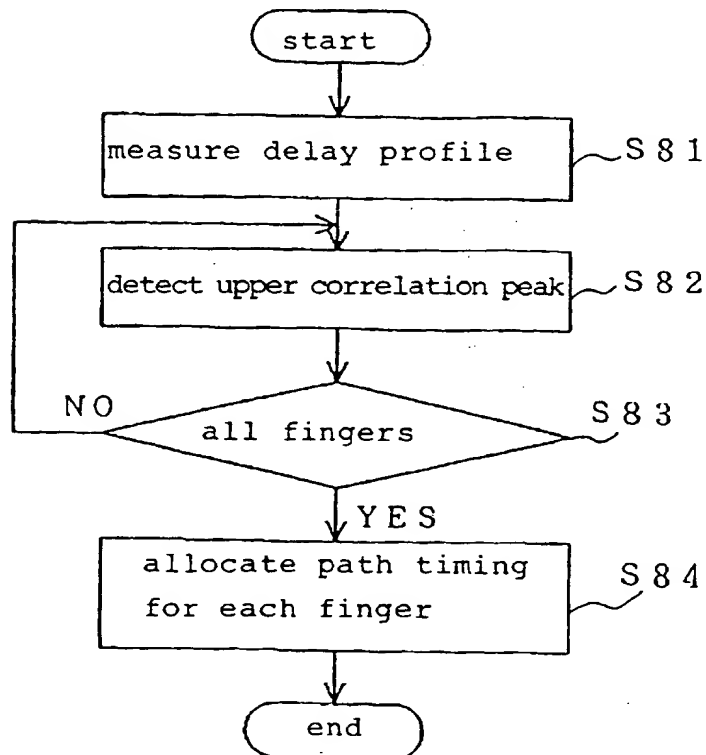 start
measure delay profile
S81
detect upper correlation peak
S82
NO
all fingers
S83
YES
allocate path timing
for each finger
S84
end